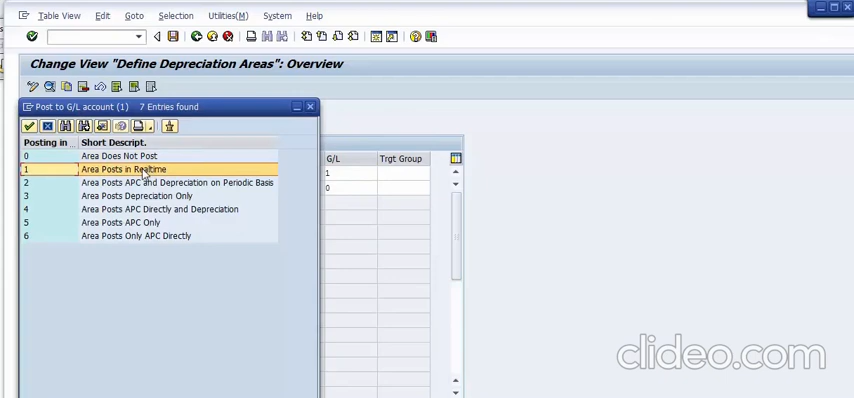 Table View Edit Goto Selection Utilities(M) System Help
Change View "Define Depreciation Areas": Overview
Post to G/L account (1) 7 Entries found
Posting in ... Short Descript.
0 Area Does Not Post
1 Area Posts in Realtime
2 Area Posts APC and Depreciation on Periodic Basis
3 Area Posts Depreciation Only
4 Area Posts APC Directly and Depreciation
5 Area Posts APC Only
6 Area Posts Only APC Directly
G/L Trgt Group
1
0
clideo.com